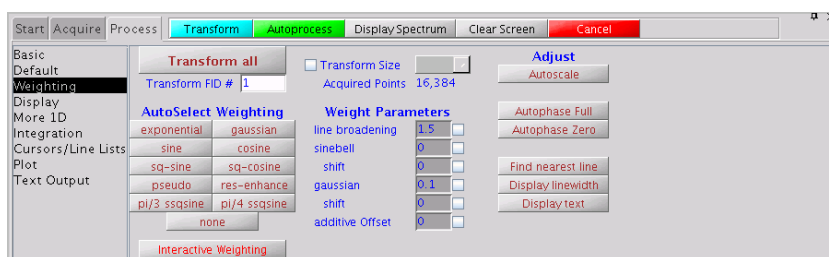 Start Acquire Process Transform Autoprocess Display Spectrum Clear Screen Cancel
Basic
Default
Weighting
Display
More 1D
Integration
Cursors/Line Lists
Plot
Text Output
Transform all
Transform FID # 1
AutoSelect Weighting
exponential gaussian
sine cosine
sq-sine sq-cosine
pseudo res-enhance
pi/3 ssqsine pi/4 ssqsine
none
Interactive Weighting
Transform Size
Acquired Points 16,384
Weight Parameters
line broadening 1.5
sinebell 0
shift 0
gaussian 0.1
shift 0
additive Offset 0
Adjust
Autoscale
Autophase Full
Autophase Zero
Find nearest line
Display linewidth
Display text